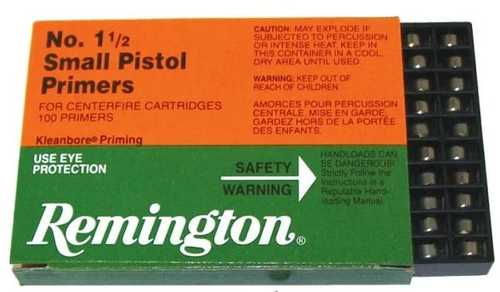 No. 1 1/2
Small Pistol
Primers
FOR CENTERFIRE CARTRIDGES
100 PRIMERS
Kleanbore® Priming
CAUTION: MAY EXPLODE IF
SUBJECTED TO PERCUSSION
OR INTENSE HEAT. KEEP IN
THIS CONTAINER IN A COOL,
DRY AREA UNTIL USED.
WARNING: KEEP OUT OF
REACH OF CHILDREN
AMORCES POUR PERCUSSION
CENTRALE. MISE EN GARDE:
GARDEZ HORS DE LA PORTÉE
DES ENFANTS.
USE EYE
PROTECTION
SAFETY
WARNING
HANDLOADS CAN
BE DANGEROUS!
Strictly Follow the
Instructions in a
Reputable Hand-
loading Manual.
Remington®